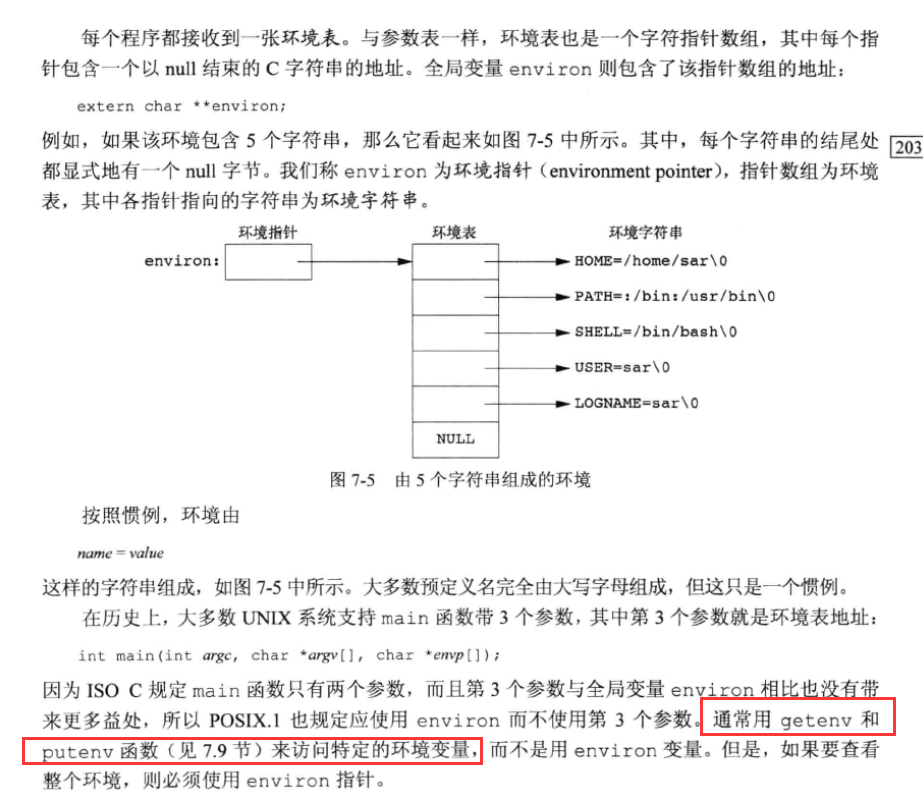 每个程序都接收到一张环境表。与参数表一样，环境表也是一个字符指针数组，其中每个指
针包含一个以 null 结束的 C 字符串的地址。全局变量 environ 则包含了该指针数组的地址：
extern char **environ;
例如，如果该环境包含 5 个字符串，那么它看起来如图 7-5 中所示。其中，每个字符串的结尾处
203
都显式地有一个 null 字节。我们称 environ 为环境指针（environment pointer），指针数组为环境
表，其中各指针指向的字符串为环境字符串。
环境指针 环境表 环境字符串
environ: HOME=/home/sar\0
PATH=:/bin:/usr/bin\0
SHELL=/bin/bash\0
USER=sar\0
LOGNAME=sar\0
NULL
图 7-5 由 5 个字符串组成的环境
按照惯例，环境由
name = value
这样的字符串组成，如图 7-5 中所示。大多数预定义名完全由大写字母组成，但这只是一个惯例。
在历史上，大多数 UNIX 系统支持 main 函数带 3 个参数，其中第 3 个参数就是环境表地址：
int main(int argc, char *argv[], char *envp[]);
因为 ISO C 规定 main 函数只有两个参数，而且第 3 个参数与全局变量 environ 相比也没有带
来更多益处，所以 POSIX.1 也规定应使用 environ 而不使用第 3 个参数。通常用 getenv 和
putenv 函数（见 7.9 节）来访问特定的环境变量，而不是用 environ 变量。但是，如果要查看
整个环境，则必须使用 environ 指针。